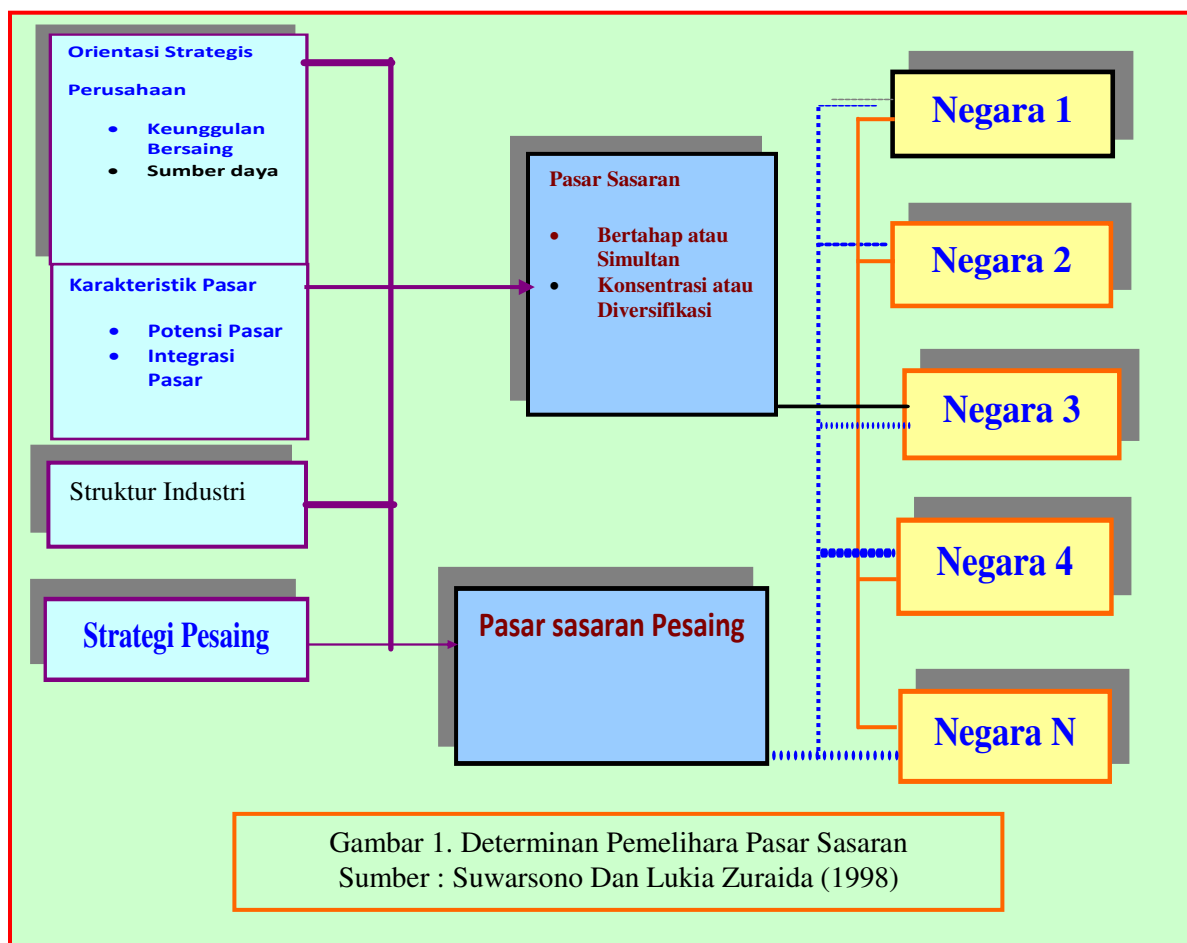 Orientasi Strategis
Perusahaan
• Keunggulan
Bersaing
• Sumber daya
Karakteristik Pasar
• Potensi Pasar
• Integrasi
Pasar
Struktur Industri
Strategi Pesaing
Pasar Sasaran
• Bertahap atau
Simultan
• Konsentrasi atau
Diversifikasi
Pasar sasaran Pesaing
Negara 1
Negara 2
Negara 3
Negara 4
Negara N
Gambar 1. Determinan Pemelihara Pasar Sasaran
Sumber : Suwarsono Dan Lukia Zuraida (1998)